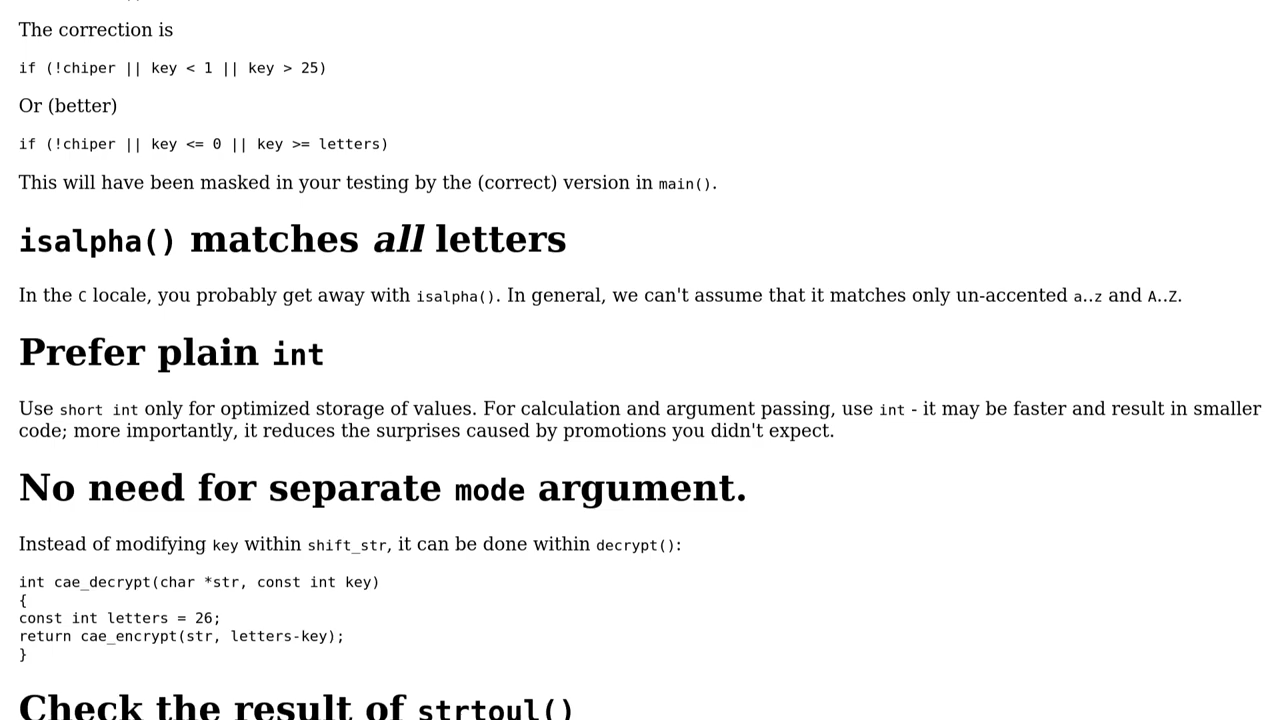 The correction is
if (!chiper || key < 1 || key > 25)
Or (better)
if (!chiper || key <= 0 || key >= letters)
This will have been masked in your testing by the (correct) version in main().
isalpha() matches all letters
In the C locale, you probably get away with isalpha(). In general, we can't assume that it matches only un-accented a..z and A..Z.
Prefer plain int
Use short int only for optimized storage of values. For calculation and argument passing, use int - it may be faster and result in smaller
code; more importantly, it reduces the surprises caused by promotions you didn't expect.
No need for separate mode argument.
Instead of modifying key within shift_str, it can be done within decrypt():
int cae_decrypt(char *str, const int key)
{
const int letters = 26;
return cae_encrypt(str, letters-key);
}
Check the result of strtoul()